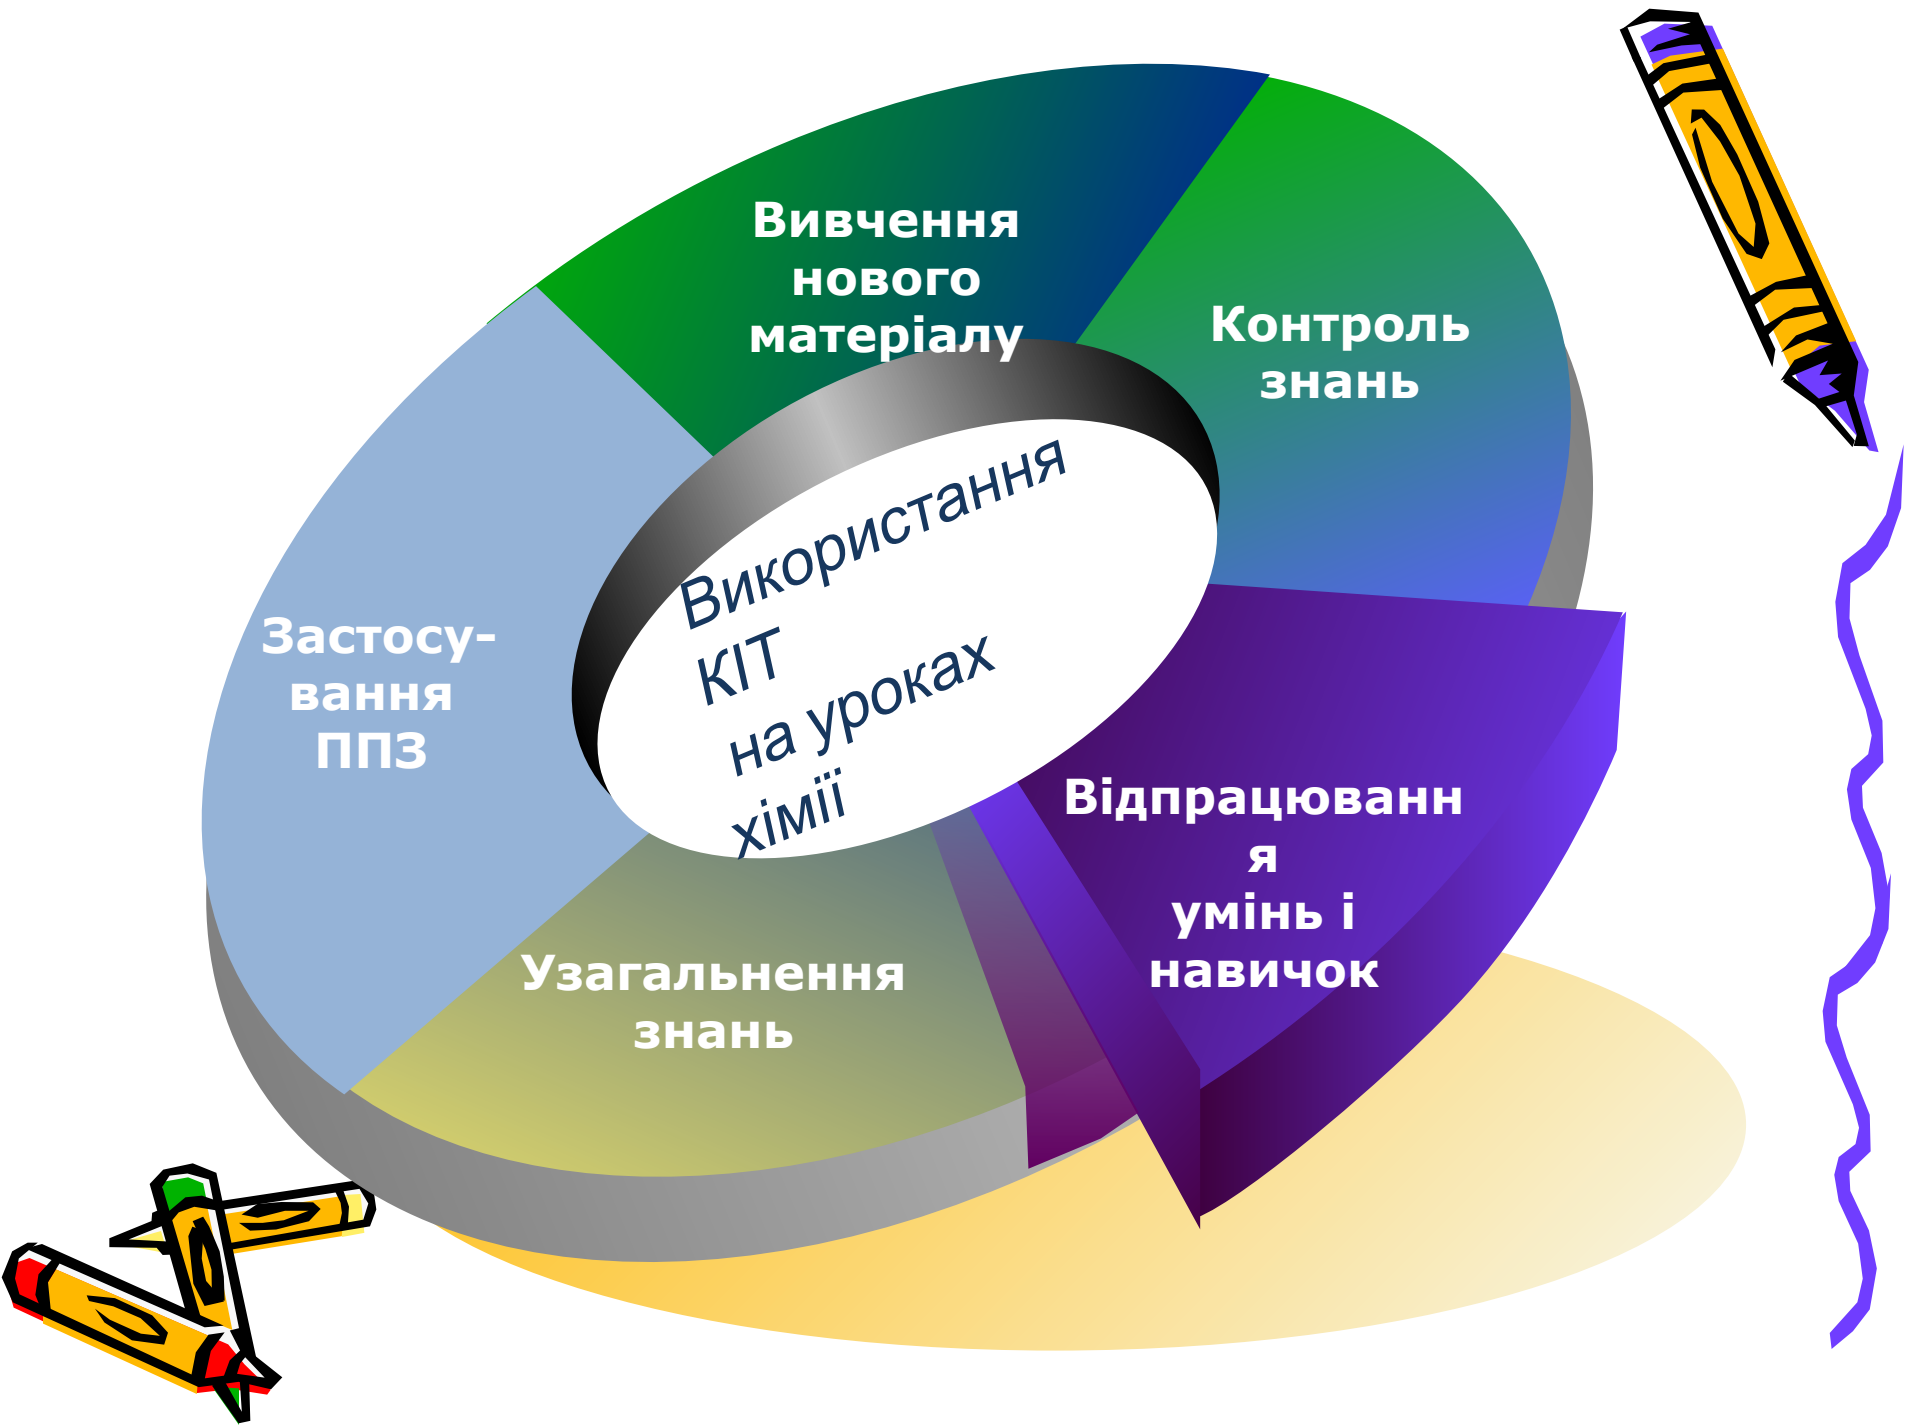 Вивчення
нового
матеріалу
Контроль
знань
Використання
КІТ
на уроках
хімії
Застосу-
вання
ППЗ
Відпрацюванн
я
умінь і
навичок
Узагальнення
знань